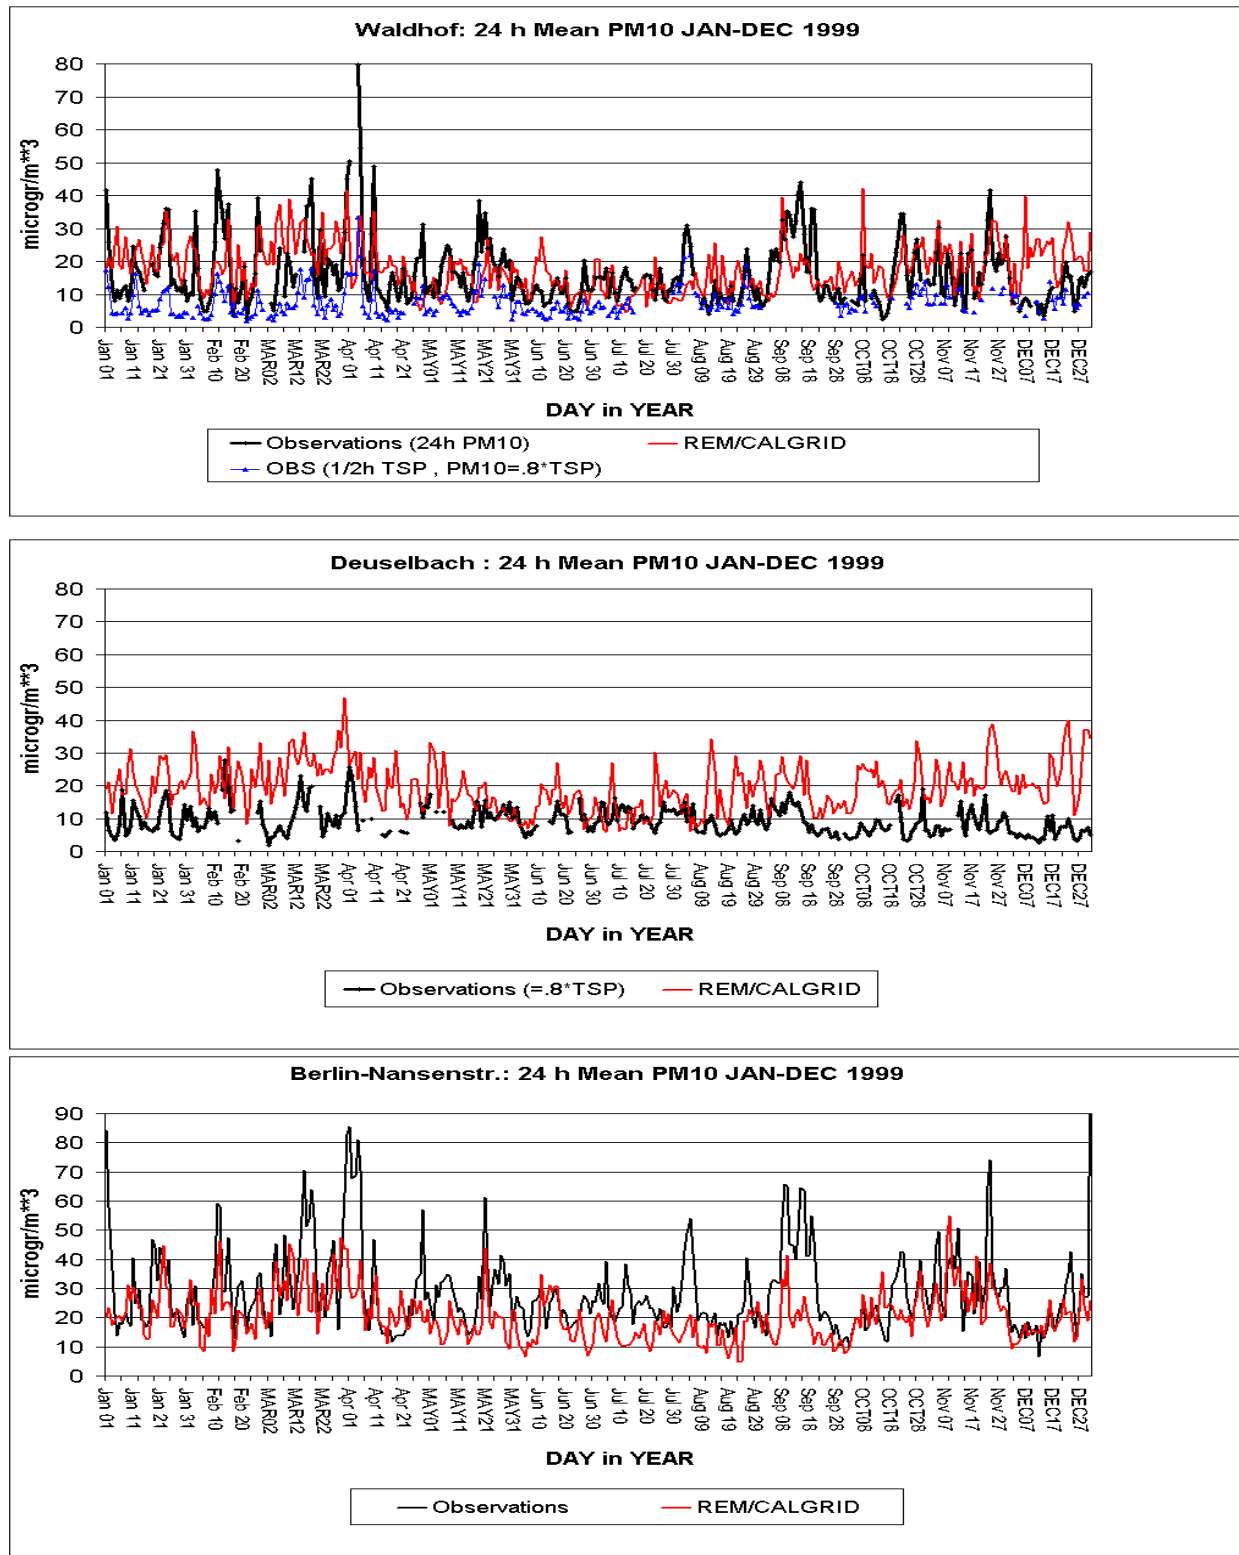 Waldhof: 24 h Mean PM10 JAN-DEC 1999
microgr/m**3
80
70
60
50
40
30
20
10
0
Jan 01
Jan 11
Jan 21
Jan 31
Feb 10
Feb 20
MAR02
MAR12
MAR22
Apr 01
Apr 11
Apr 21
MAY01
MAY11
MAY21
MAY31
Jun 10
Jun 20
Jun 30
Jul 10
Jul 20
Jul 30
Aug 09
Aug 19
Aug 29
Sep 08
Sep 18
Sep 28
OCT08
OCT18
OCT28
Nov 07
Nov 17
Nov 27
DEC07
DEC17
DEC27
DAY in YEAR
Observations (24h PM10) REM/CALGRID
OBS (1/2h TSP , PM10=.8*TSP)
Deuselbach : 24 h Mean PM10 JAN-DEC 1999
microgr/m**3
80
70
60
50
40
30
20
10
0
Jan 01
Jan 11
Jan 21
Jan 31
Feb 10
Feb 20
MAR02
MAR12
MAR22
Apr 01
Apr 11
Apr 21
MAY01
MAY11
MAY21
MAY31
Jun 10
Jun 20
Jun 30
Jul 10
Jul 20
Jul 30
Aug 09
Aug 19
Aug 29
Sep 08
Sep 18
Sep 28
OCT08
OCT18
OCT28
Nov 07
Nov 17
Nov 27
DEC07
DEC17
DEC27
DAY in YEAR
Observations (=.8*TSP) REM/CALGRID
Berlin-Nansenstr.: 24 h Mean PM10 JAN-DEC 1999
microgr/m**3
90
80
70
60
50
40
30
20
10
0
Jan 01
Jan 11
Jan 21
Jan 31
Feb 10
Feb 20
MAR02
MAR12
MAR22
Apr 01
Apr 11
Apr 21
MAY01
MAY11
MAY21
MAY31
Jun 10
Jun 20
Jun 30
Jul 10
Jul 20
Jul 30
Aug 09
Aug 19
Aug 29
Sep 08
Sep 18
Sep 28
OCT08
OCT18
OCT28
Nov 07
Nov 17
Nov 27
DEC07
DEC17
DEC27
DAY in YEAR
Observations REM/CALGRID